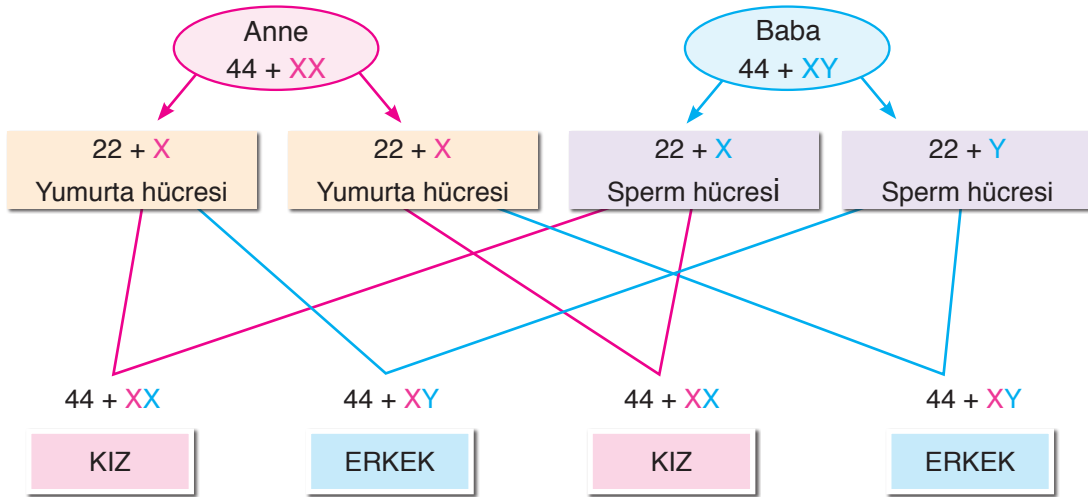 Anne
44 + XX
Baba
44 + XY
22 + X
Yumurta hücresi
22 + X
Yumurta hücresi
22 + X
Sperm hücresi
22 + Y
Sperm hücresi
44 + XX
44 + XY
44 + XX
44 + XY
KIZ
ERKEK
KIZ
ERKEK